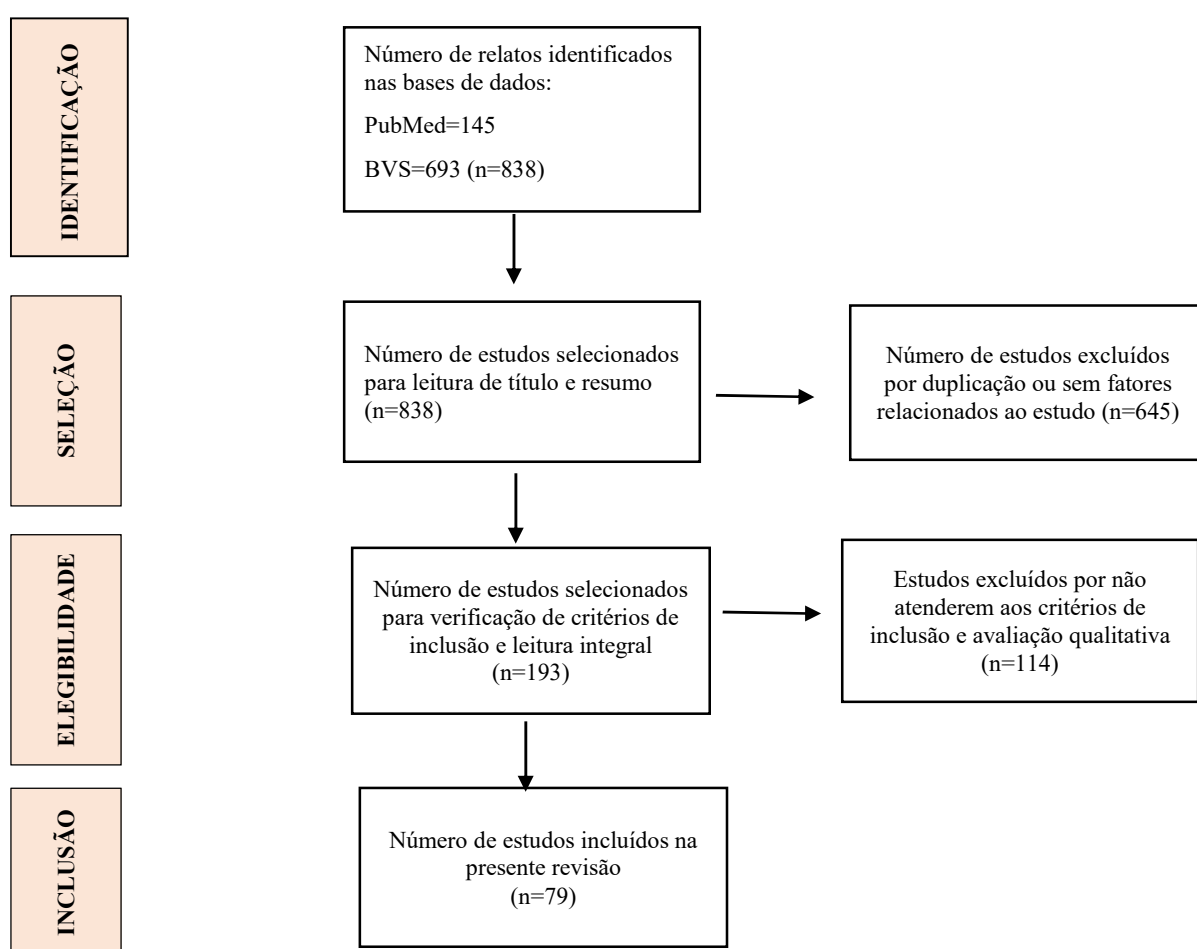 IDENTIFICAÇÃO
Número de relatos identificados
nas bases de dados:
PubMed=145
BVS=693 (n=838)
SELEÇÃO
Número de estudos selecionados
para leitura de título e resumo
(n=838)
Número de estudos excluídos
por duplicação ou sem fatores
relacionados ao estudo (n=645)
ELEGIBILIDADE
Número de estudos selecionados
para verificação de critérios de
inclusão e leitura integral
(n=193)
Estudos excluídos por não
atenderem aos critérios de
inclusão e avaliação qualitativa
(n=114)
INCLUSÃO
Número de estudos incluídos na
presente revisão
(n=79)